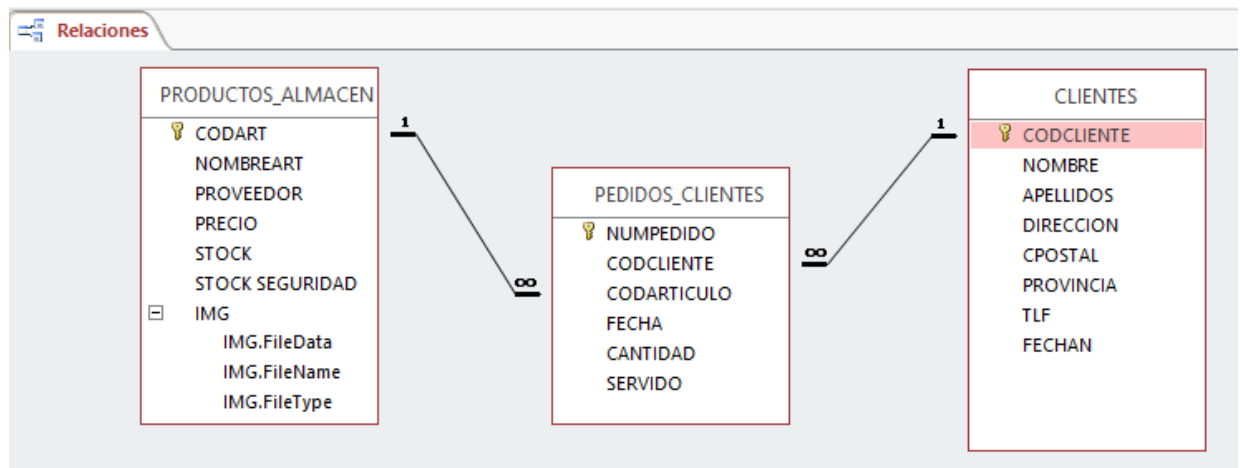 Relaciones
PRODUCTOS_ALMACEN
CODART
NOMBREART
PROVEEDOR
PRECIO
STOCK
STOCK SEGURIDAD
IMG
IMG.FileData
IMG.FileName
IMG.FileType
1
∞
PEDIDOS_CLIENTES
NUMPEDIDO
CODCLIENTE
CODARTICULO
FECHA
CANTIDAD
SERVIDO
∞
1
CLIENTES
CODCLIENTE
NOMBRE
APELLIDOS
DIRECCION
CPOSTAL
PROVINCIA
TLF
FECHAN